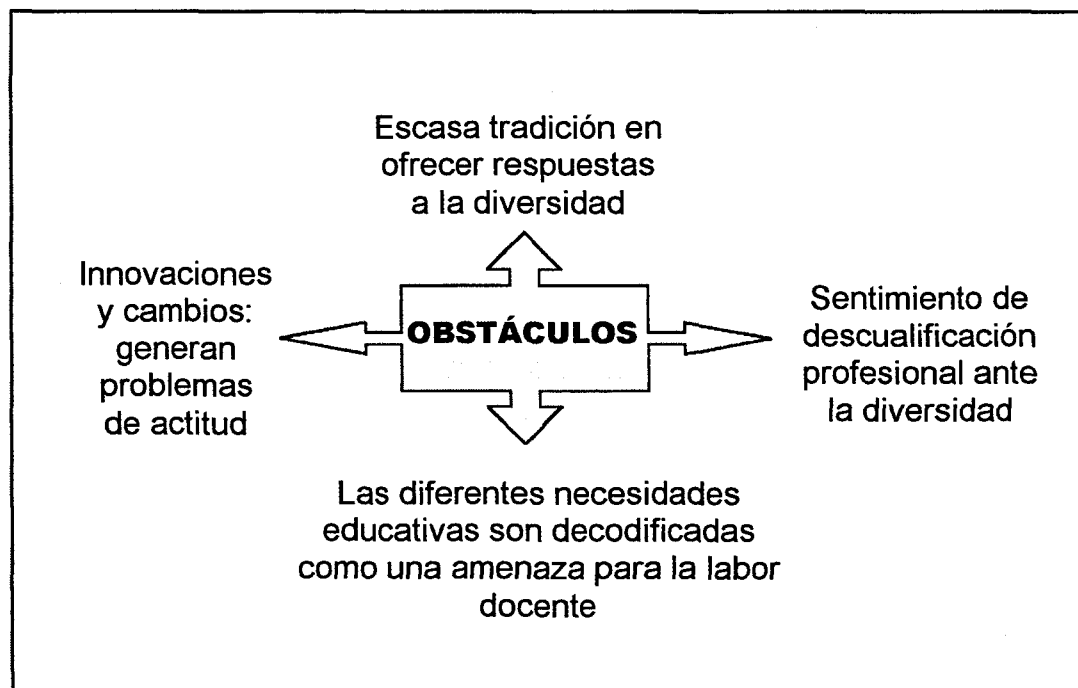 Escasa tradición en
ofrecer respuestas
a la diversidad
Innovaciones
y cambios:
generan
problemas
de actitud
OBSTÁCULOS
Sentimiento de
descualificación
profesional ante
la diversidad
Las diferentes necesidades
educativas son decodificadas
como una amenaza para la labor
docente